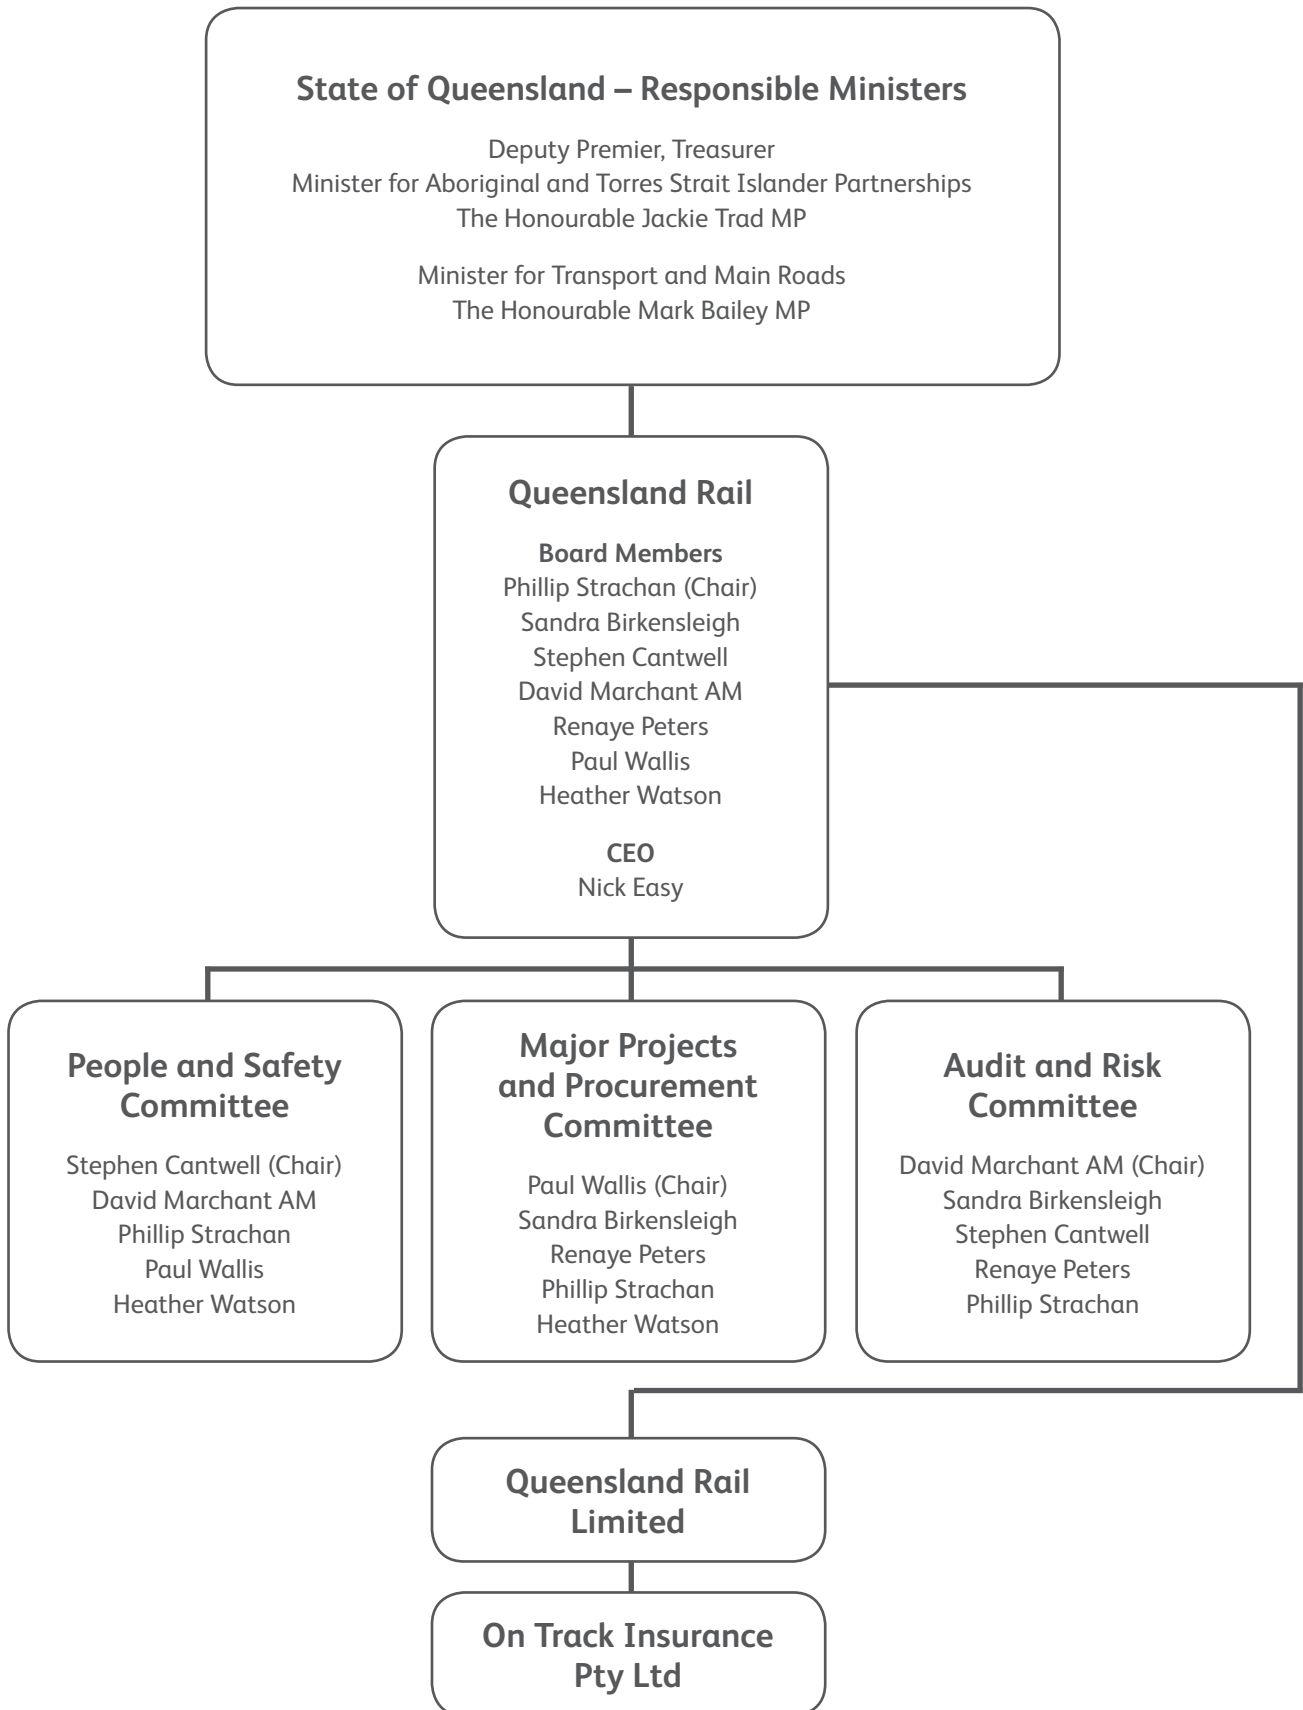 State of Queensland – Responsible Ministers
Deputy Premier, Treasurer
Minister for Aboriginal and Torres Strait Islander Partnerships
The Honourable Jackie Trad MP
Minister for Transport and Main Roads
The Honourable Mark Bailey MP
Queensland Rail
Board Members
Phillip Strachan (Chair)
Sandra Birkensleigh
Stephen Cantwell
David Marchant AM
Renaye Peters
Paul Wallis
Heather Watson
CEO
Nick Easy
People and Safety
Committee
Stephen Cantwell (Chair)
David Marchant AM
Phillip Strachan
Paul Wallis
Heather Watson
Major Projects
and Procurement
Committee
Paul Wallis (Chair)
Sandra Birkensleigh
Renaye Peters
Phillip Strachan
Heather Watson
Audit and Risk
Committee
David Marchant AM (Chair)
Sandra Birkensleigh
Stephen Cantwell
Renaye Peters
Phillip Strachan
Queensland Rail
Limited
On Track Insurance
Pty Ltd